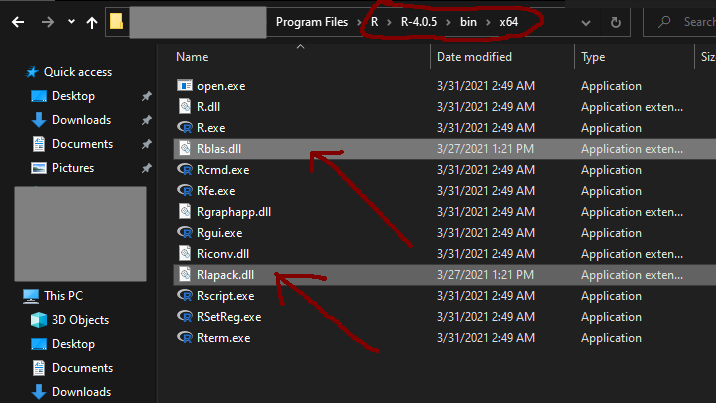 Program Files > R > R-4.0.5 > bin > x64 Search
Name Date modified Type Siz
Quick access
Desktop
Downloads
Documents
Pictures
This PC
3D Objects
Desktop
Documents
Downloads
open.exe 3/31/2021 2:49 AM Application
R.dll 3/31/2021 2:49 AM Application exten...
R.exe 3/31/2021 2:49 AM Application
Rblas.dll 3/27/2021 1:21 PM Application exten...
Rcmd.exe 3/31/2021 2:49 AM Application
Rfe.exe 3/31/2021 2:49 AM Application
Rgraphapp.dll 3/31/2021 2:49 AM Application exten...
Rgui.exe 3/31/2021 2:49 AM Application
Riconv.dll 3/31/2021 2:49 AM Application exten...
Rlapack.dll 3/27/2021 1:21 PM Application exten...
Rscript.exe 3/31/2021 2:49 AM Application
RSetReg.exe 3/31/2021 2:49 AM Application
Rterm.exe 3/31/2021 2:49 AM Application